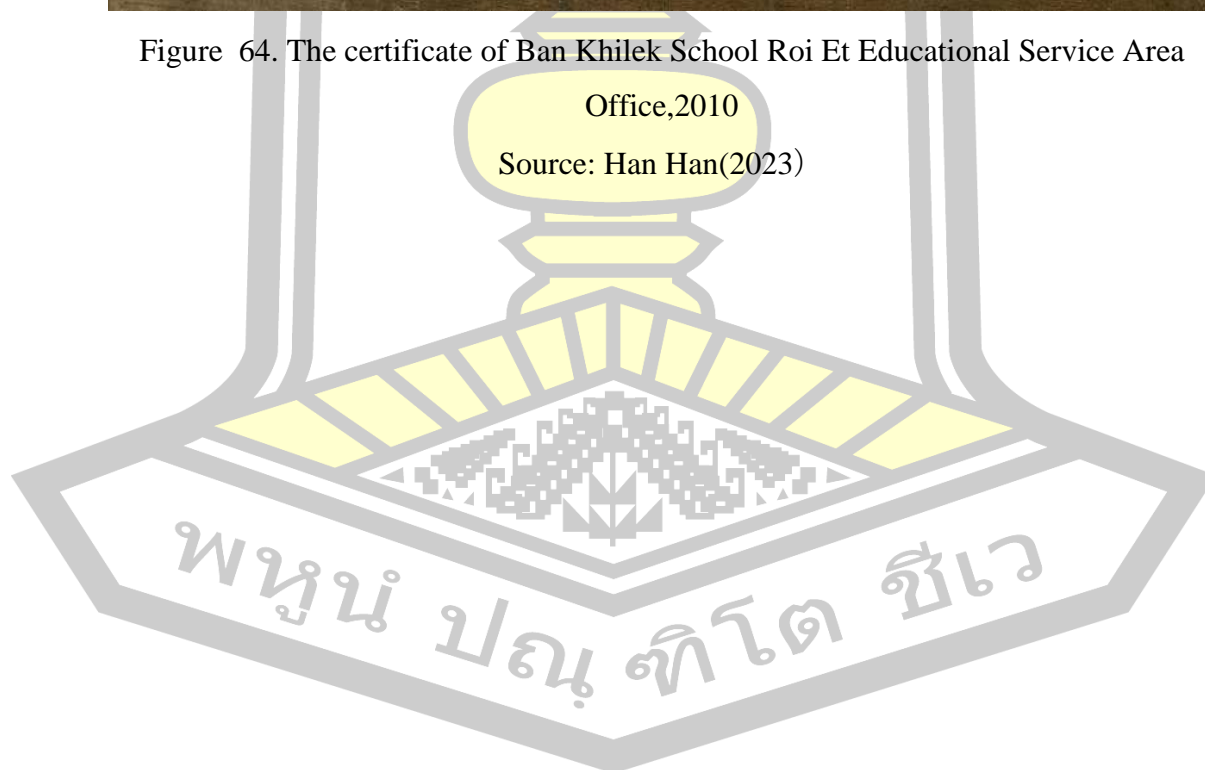 Figure  64. The certificate of Ban Khilek School Roi Et Educational Service Area
Office,2010
Source: Han Han(2023）
พหูนํ ปณฺฑิโต ชีเว